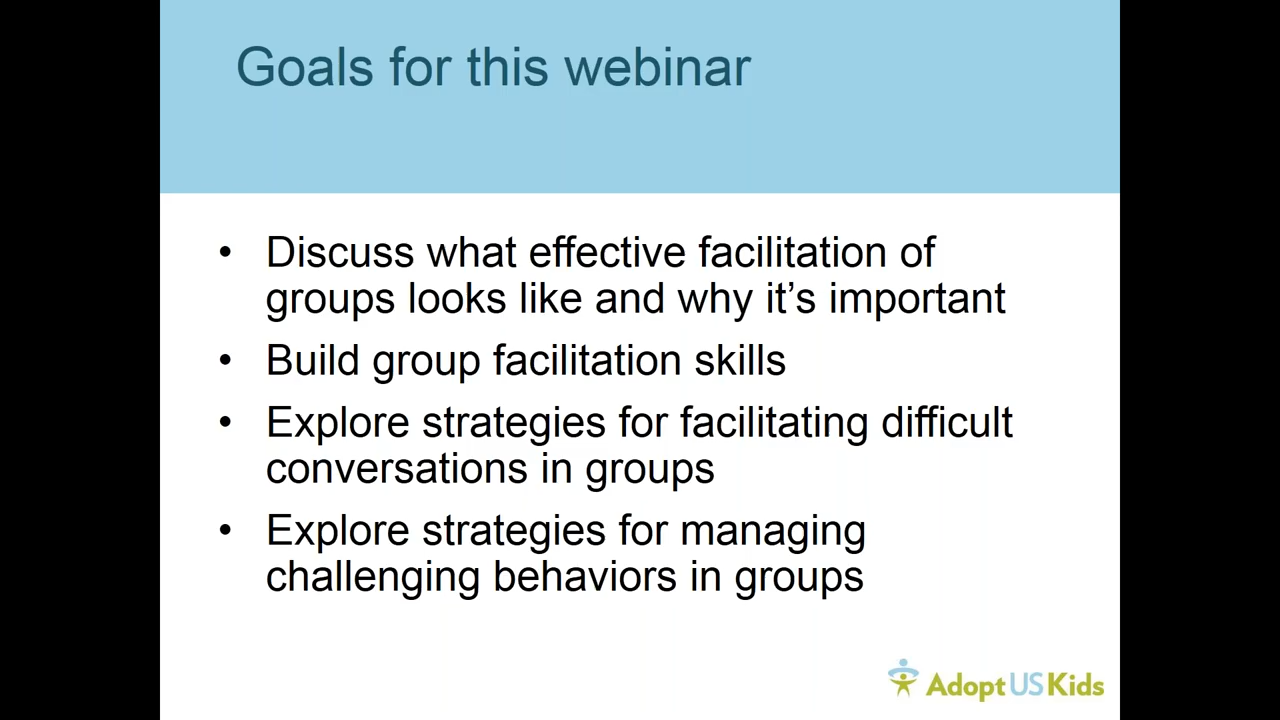 Goals for this webinar
• Discuss what effective facilitation of
groups looks like and why it’s important
• Build group facilitation skills
• Explore strategies for facilitating difficult
conversations in groups
• Explore strategies for managing
challenging behaviors in groups
AdoptUSKids